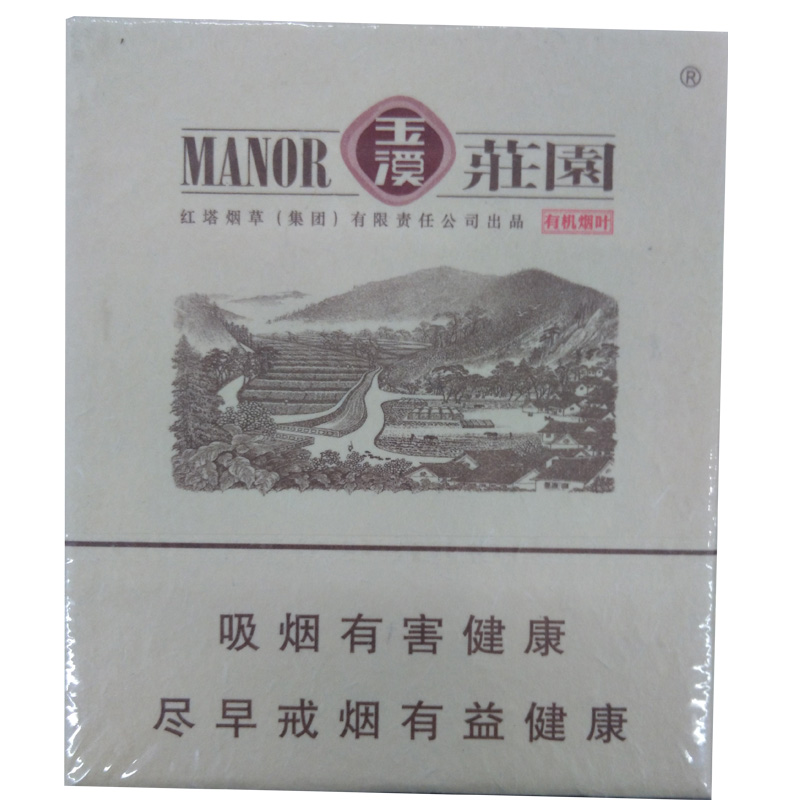 ®
MANOR 玉溪 莊園
红塔烟草(集团)有限责任公司出品 有机烟叶
吸烟有害健康
尽早戒烟有益健康